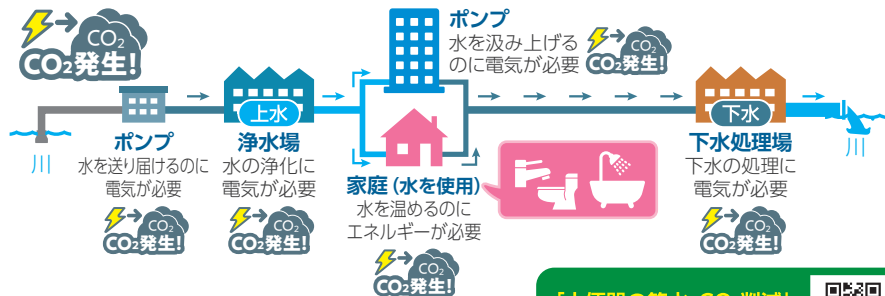 CO₂
CO₂発生!
川
ポンプ
水を送り届けるのに
電気が必要
CO₂
CO₂発生!
上水
浄水場
水の浄化に
電気が必要
CO₂
CO₂発生!
ポンプ
水を汲み上げる
のに電気が必要
CO₂
CO₂発生!
家庭(水を使用)
水を温めるのに
エネルギーが必要
CO₂
CO₂発生!
下水
下水処理場
下水の処理に
電気が必要
CO₂
CO₂発生!
川